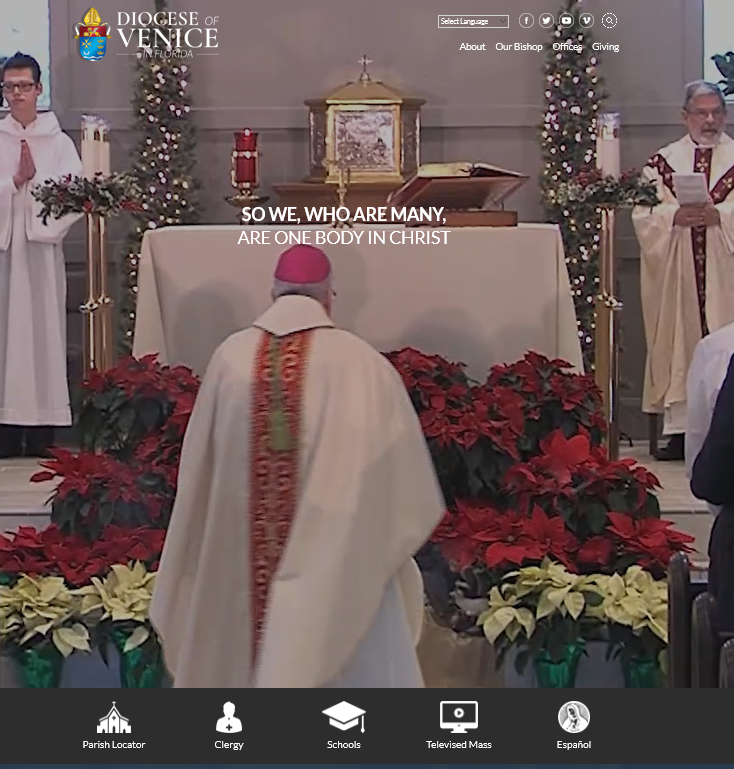 DIOCESE OF
VENICE
IN FLORIDA
Select Language
About Our Bishop Offices Giving
SO WE, WHO ARE MANY,
ARE ONE BODY IN CHRIST
Parish Locator Clergy Schools Televised Mass Español